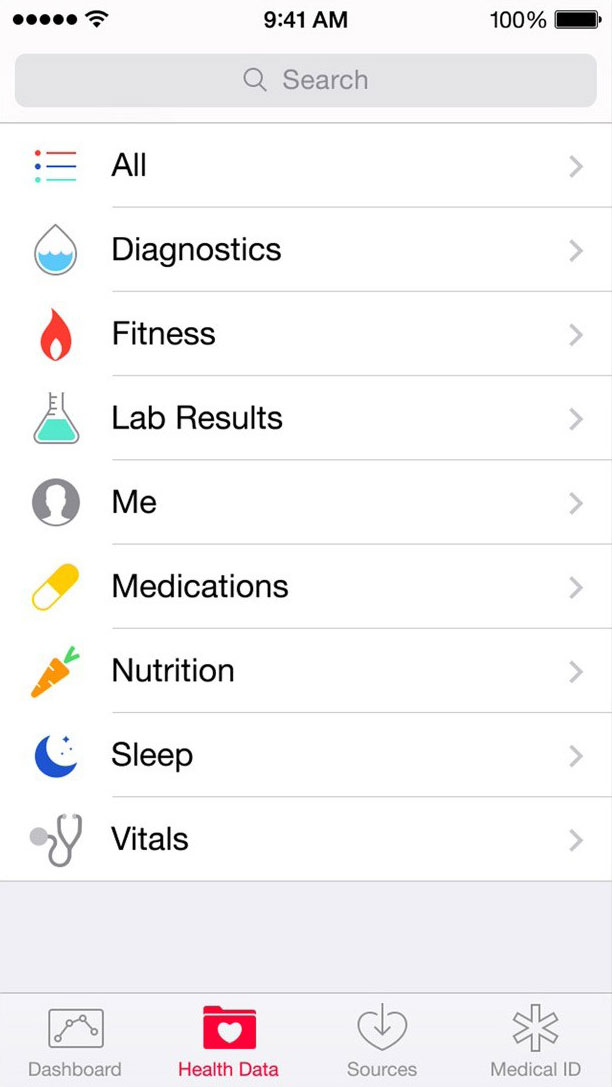 9:41 AM 100%
Search
All
Diagnostics
Fitness
Lab Results
Me
Medications
Nutrition
Sleep
Vitals
Dashboard Health Data Sources Medical ID